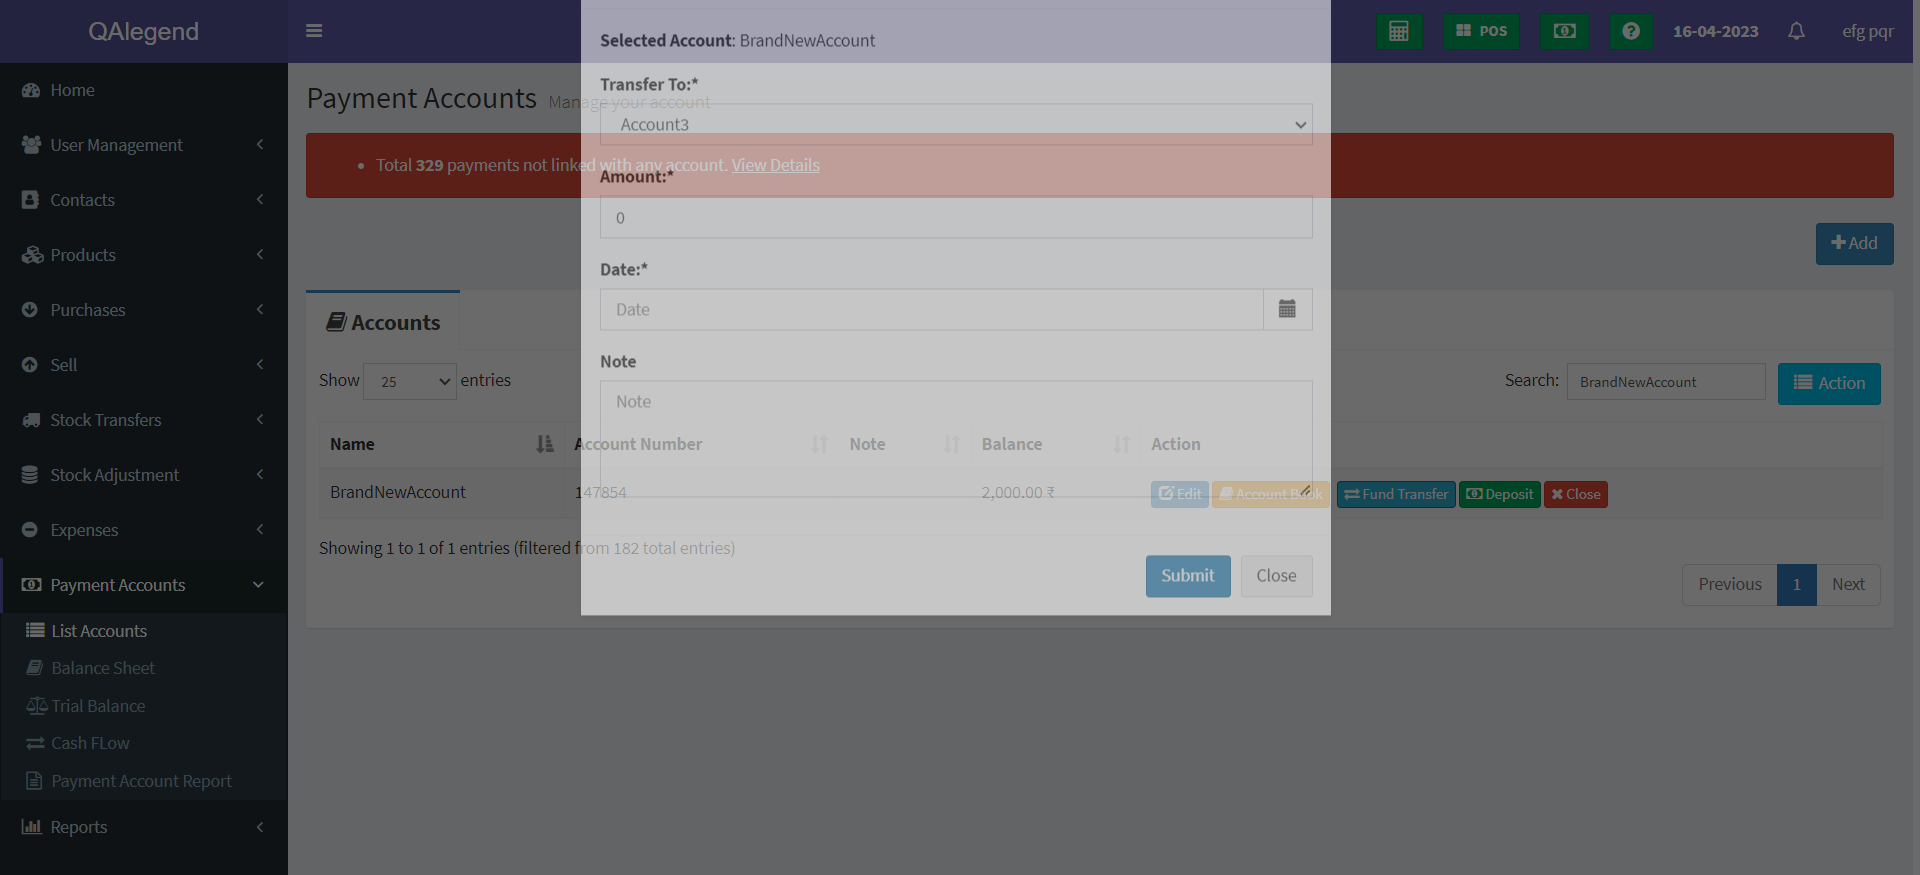 QAlegend
POS
16-04-2023
efg pqr
Home
User Management
Contacts
Products
Purchases
Sell
Stock Transfers
Stock Adjustment
Expenses
Payment Accounts
List Accounts
Balance Sheet
Trial Balance
Cash FLow
Payment Account Report
Reports
Payment Accounts Manage your account
Total 329 payments not linked with any account. View Details
Add
Accounts
Show 25 entries
Search: BrandNewAccount
Action
Name Account Number Note Balance Action
BrandNewAccount 147854 2,000.00 ₹ Edit Account Book Fund Transfer Deposit Close
Showing 1 to 1 of 1 entries (filtered from 182 total entries)
Previous 1 Next
Selected Account: BrandNewAccount
Transfer To:*
Account3
Amount:*
0
Date:*
Date
Note
Note
Submit Close